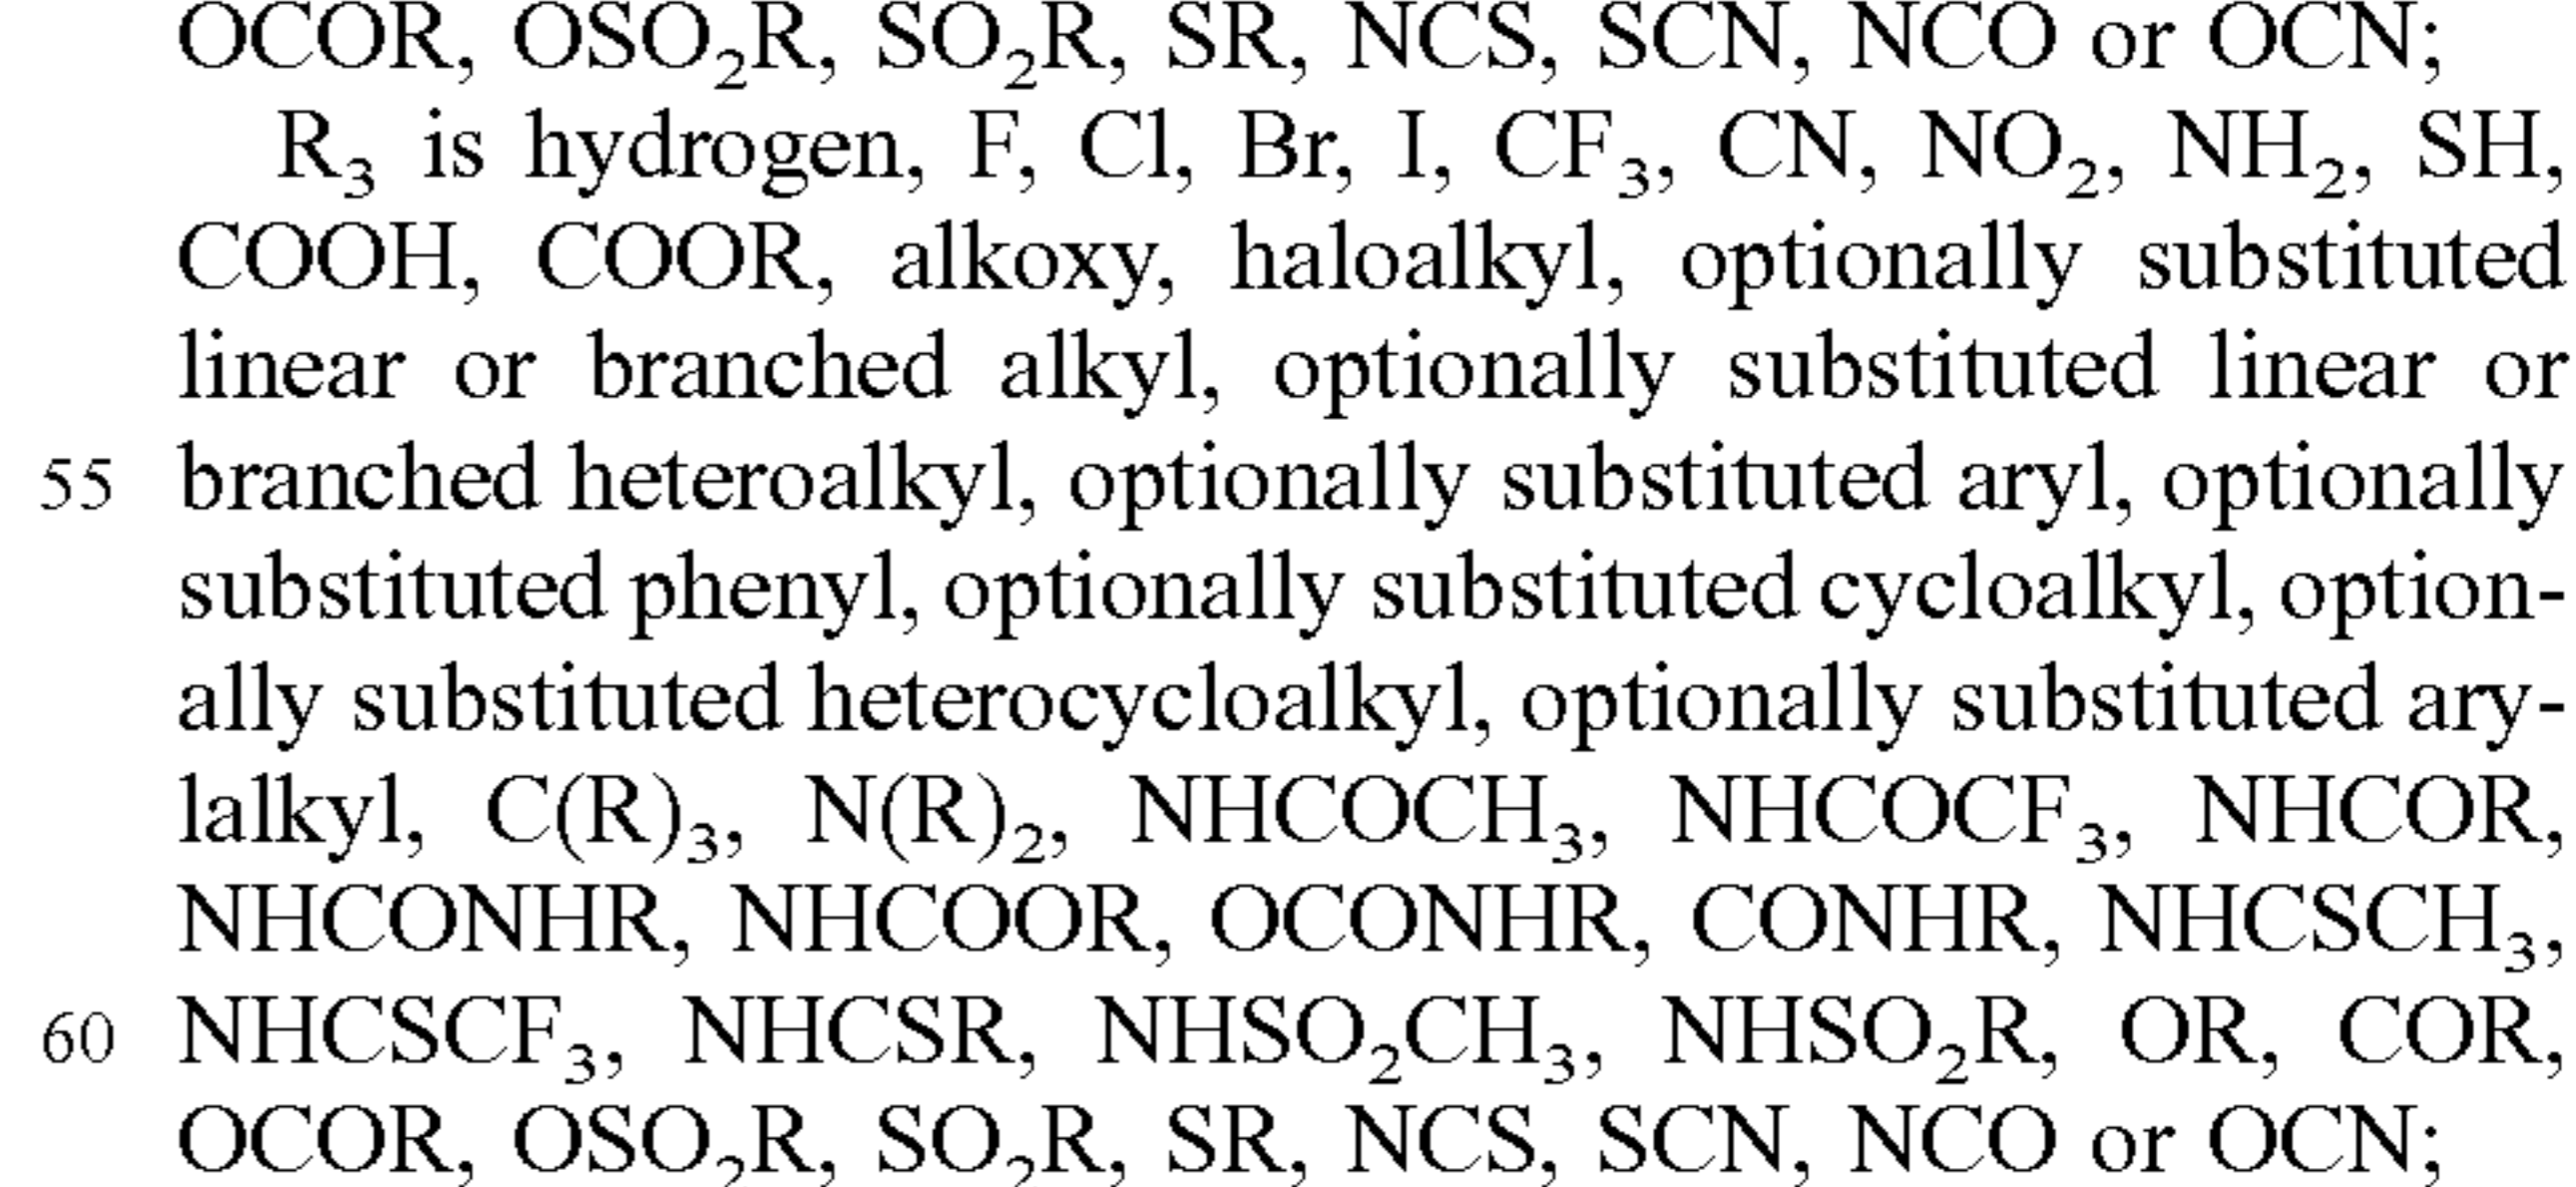 OCOR, OSO₂R, SO₂R, SR, NCS, SCN, NCO or OCN;
R₃ is hydrogen, F, Cl, Br, I, CF₃, CN, NO₂, NH₂, SH,
COOH, COOR, alkoxy, haloalkyl, optionally substituted
linear or branched alkyl, optionally substituted linear or
55 branched heteroalkyl, optionally substituted aryl, optionally
substituted phenyl, optionally substituted cycloalkyl, option-
ally substituted heterocycloalkyl, optionally substituted ary-
lalkyl, C(R)₃, N(R)₂, NHCOCH₃, NHCOCF₃, NHCOR,
NHCONHR, NHCOOR, OCONHR, CONHR, NHCSCH₃,
60 NHCSCF₃, NHCSR, NHSO₂CH₃, NHSO₂R, OR, COR,
OCOR, OSO₂R, SO₂R, SR, NCS, SCN, NCO or OCN;